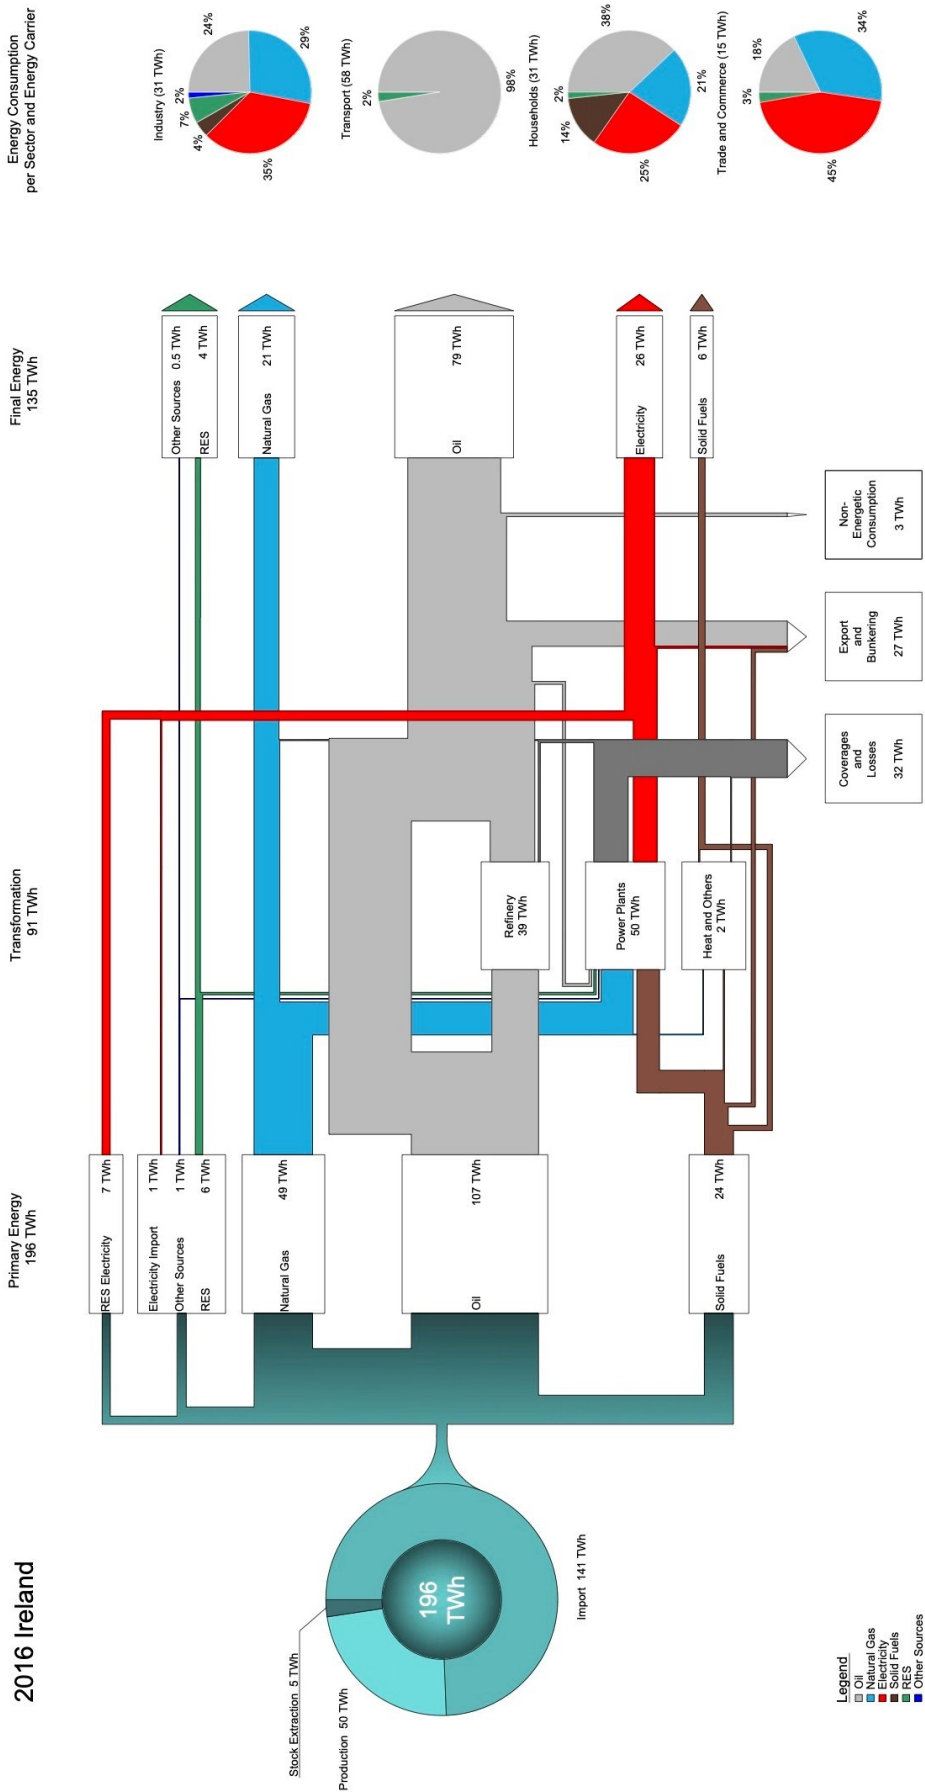 2016 Ireland
Primary Energy
196 TWh
Transformation
91 TWh
Final Energy
135 TWh
Energy Consumption
per Sector and Energy Carrier
Stock Extraction 5 TWh
Production 50 TWh
196
TWh
Import 141 TWh
RES Electricity 7 TWh
Electricity Import 1 TWh
Other Sources 1 TWh
RES 6 TWh
Natural Gas 49 TWh
Oil 107 TWh
Solid Fuels 24 TWh
Refinery
39 TWh
Power Plants
50 TWh
Heat and Others
2 TWh
Other Sources 0.5 TWh
RES 4 TWh
Natural Gas 21 TWh
Oil 79 TWh
Electricity 26 TWh
Solid Fuels 6 TWh
Coverages
and
Losses
32 TWh
Export
and
Bunkering
27 TWh
Non-
Energetic
Consumption
3 TWh
Industry (31 TWh)
24%
29%
2%
7%
4%
35%
Transport (58 TWh)
2%
98%
Households (31 TWh)
38%
2%
21%
14%
25%
Trade and Commerce (15 TWh)
18%
34%
3%
45%
Legend
Oil
Natural Gas
Electricity
Solid Fuels
RES
Other Sources